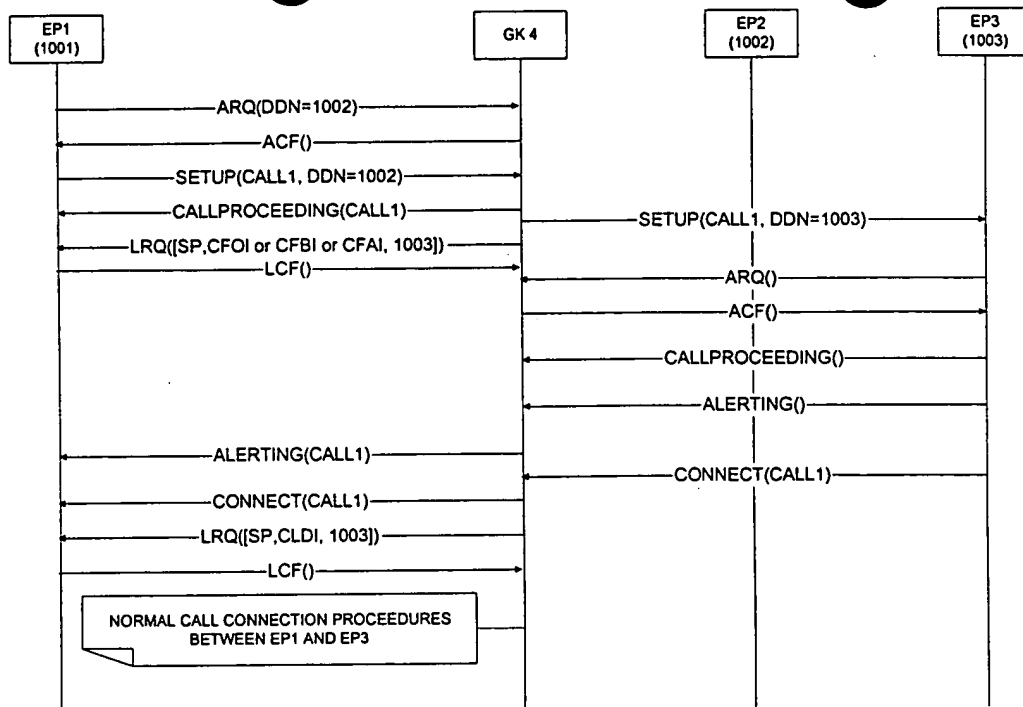 EP1
(1001)
GK 4
EP2
(1002)
EP3
(1003)
ARQ(DDN=1002)
ACF()
SETUP(CALL1, DDN=1002)
CALLPROCEEDING(CALL1)
SETUP(CALL1, DDN=1003)
LRQ([SP,CFOI or CFBI or CFAI, 1003])
LCF()
ARQ()
ACF()
CALLPROCEEDING()
ALERTING()
ALERTING(CALL1)
CONNECT(CALL1)
CONNECT(CALL1)
LRQ([SP,CLDI, 1003])
LCF()
NORMAL CALL CONNECTION PROCEEDURES
BETWEEN EP1 AND EP3